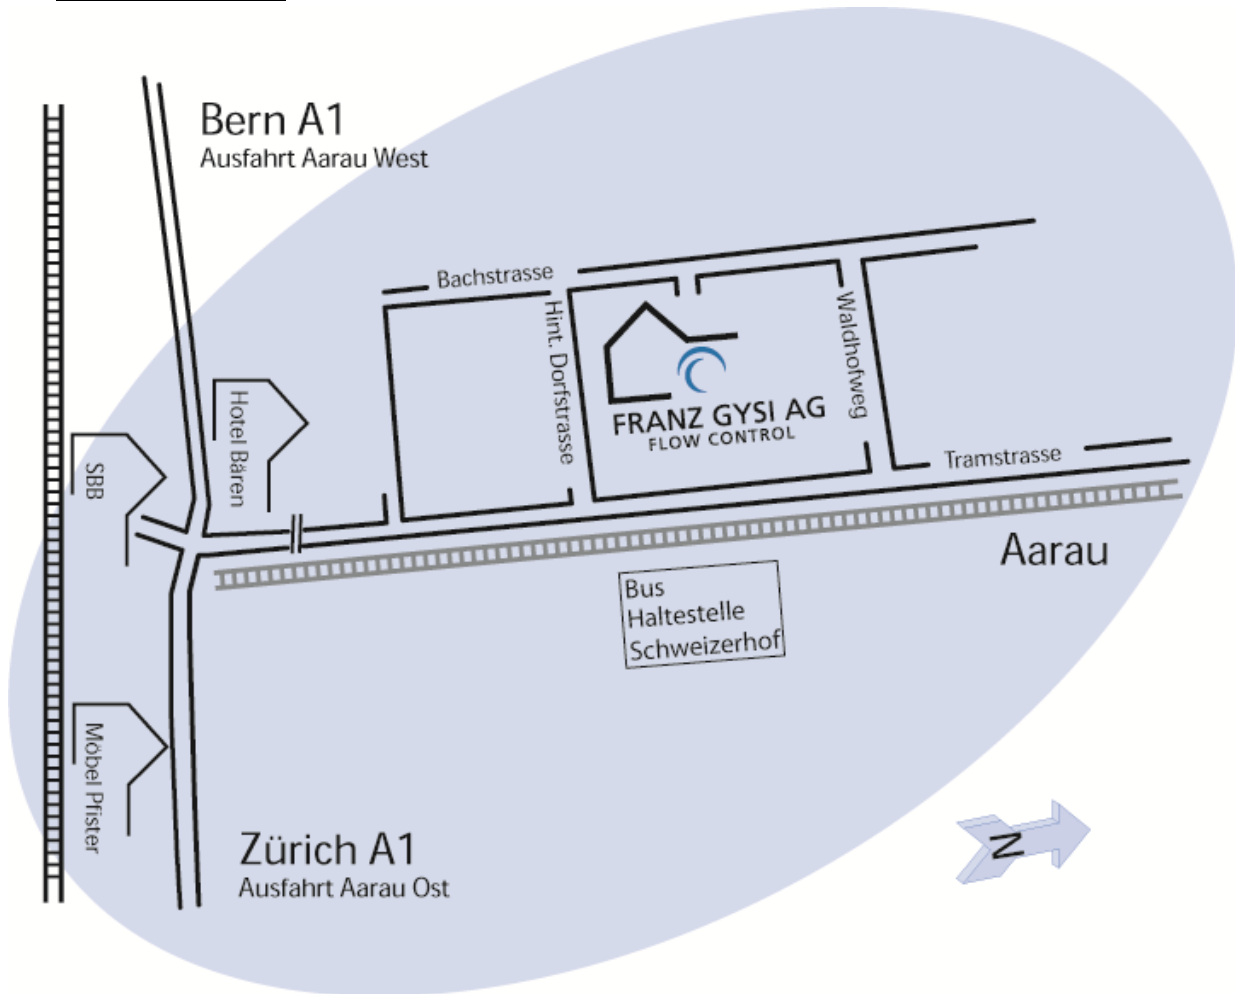 Bern A1
Ausfahrt Aarau West
Bachstrasse
Hint. Dorfstrasse
Waldhofweg
FRANZ GYSI AG
FLOW CONTROL
Hotel Bären
SBB
Tramstrasse
Aarau
Bus
Haltestelle
Schweizerhof
Möbel Pfister
Zürich A1
Ausfahrt Aarau Ost
N